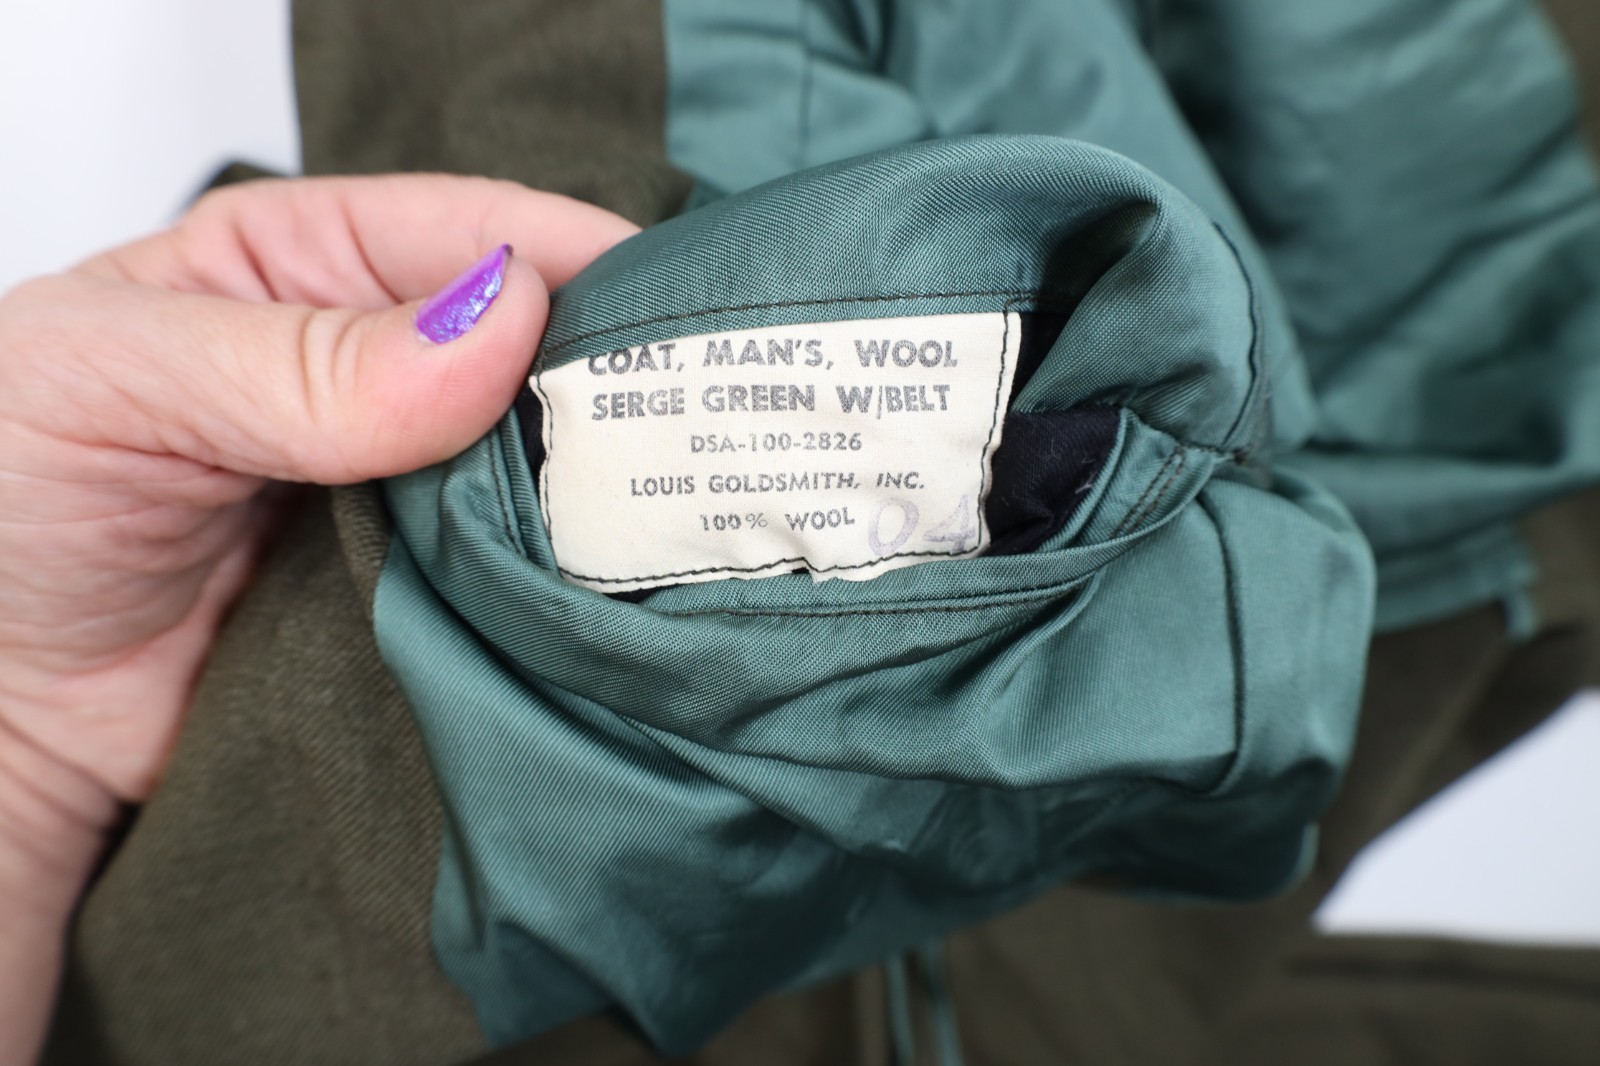 COAT, MAN'S, WOOL
SERGE GREEN W/BELT
DSA-100-2826
LOUIS GOLDSMITH, INC.
100% WOOL 04